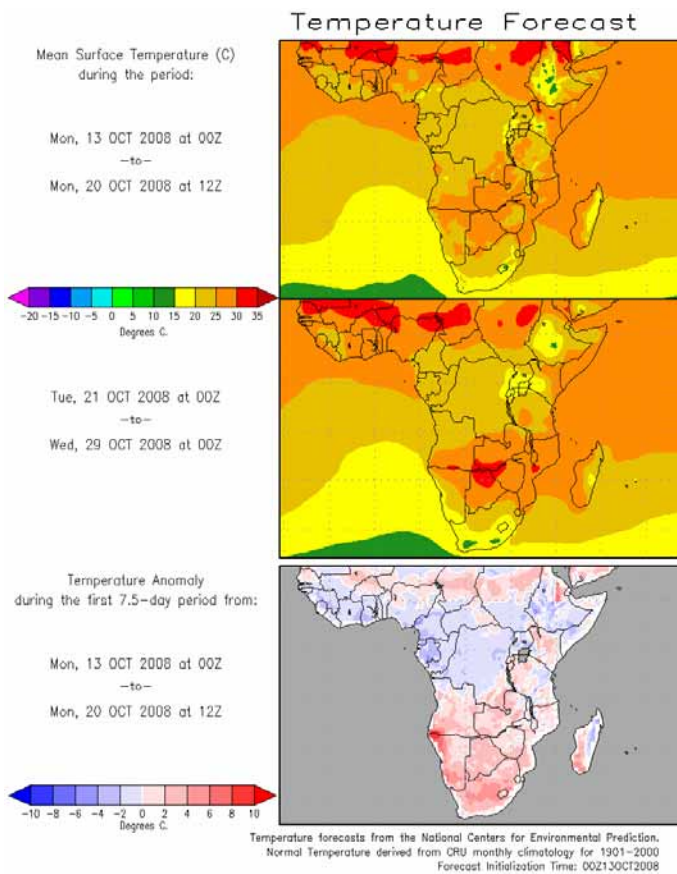 Temperature Forecast
Mean Surface Temperature (C)
during the period:
Mon, 13 OCT 2008 at 00Z
-to-
Mon, 20 OCT 2008 at 12Z
-20 -15 -10 -5 0 5 10 15 20 25 30 35
Degrees C.
Tue, 21 OCT 2008 at 00Z
-to-
Wed, 29 OCT 2008 at 00Z
Temperature Anomaly
during the first 7.5-day period from:
Mon, 13 OCT 2008 at 00Z
-to-
Mon, 20 OCT 2008 at 12Z
-10 -8 -6 -4 -2 0 2 4 6 8 10
Degrees C.
Temperature forecasts from the National Centers for Environmental Prediction.
Normal Temperature derived from CRU monthly climatology for 1901-2000
Forecast Initialization Time: 00Z13OCT2008